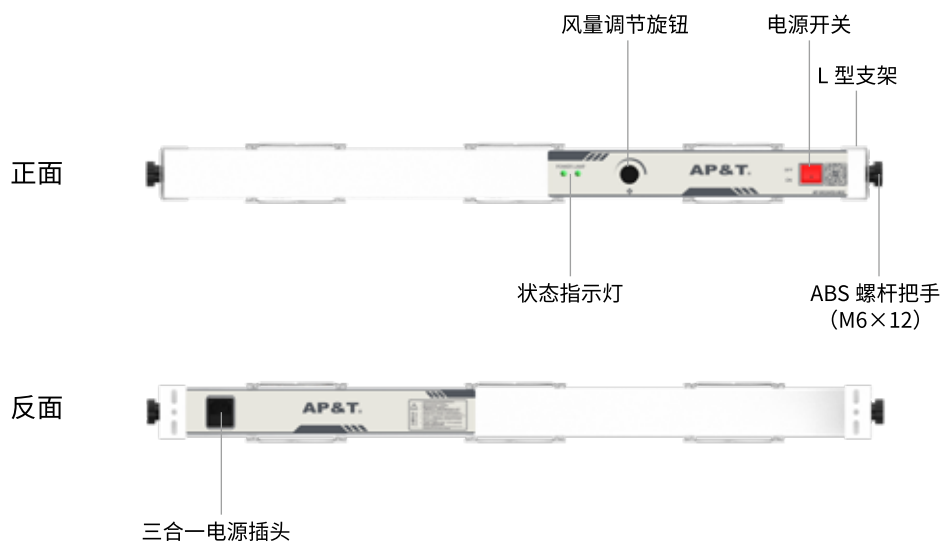 风量调节旋钮
电源开关
L 型支架
正面
AP&T.
状态指示灯
ABS 螺杆把手
（M6×12）
反面
AP&T.
三合一电源插头